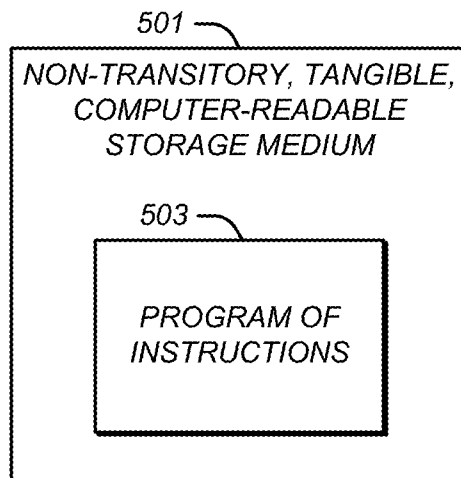 501
NON-TRANSITORY, TANGIBLE,
COMPUTER-READABLE
STORAGE MEDIUM
503
PROGRAM OF
INSTRUCTIONS